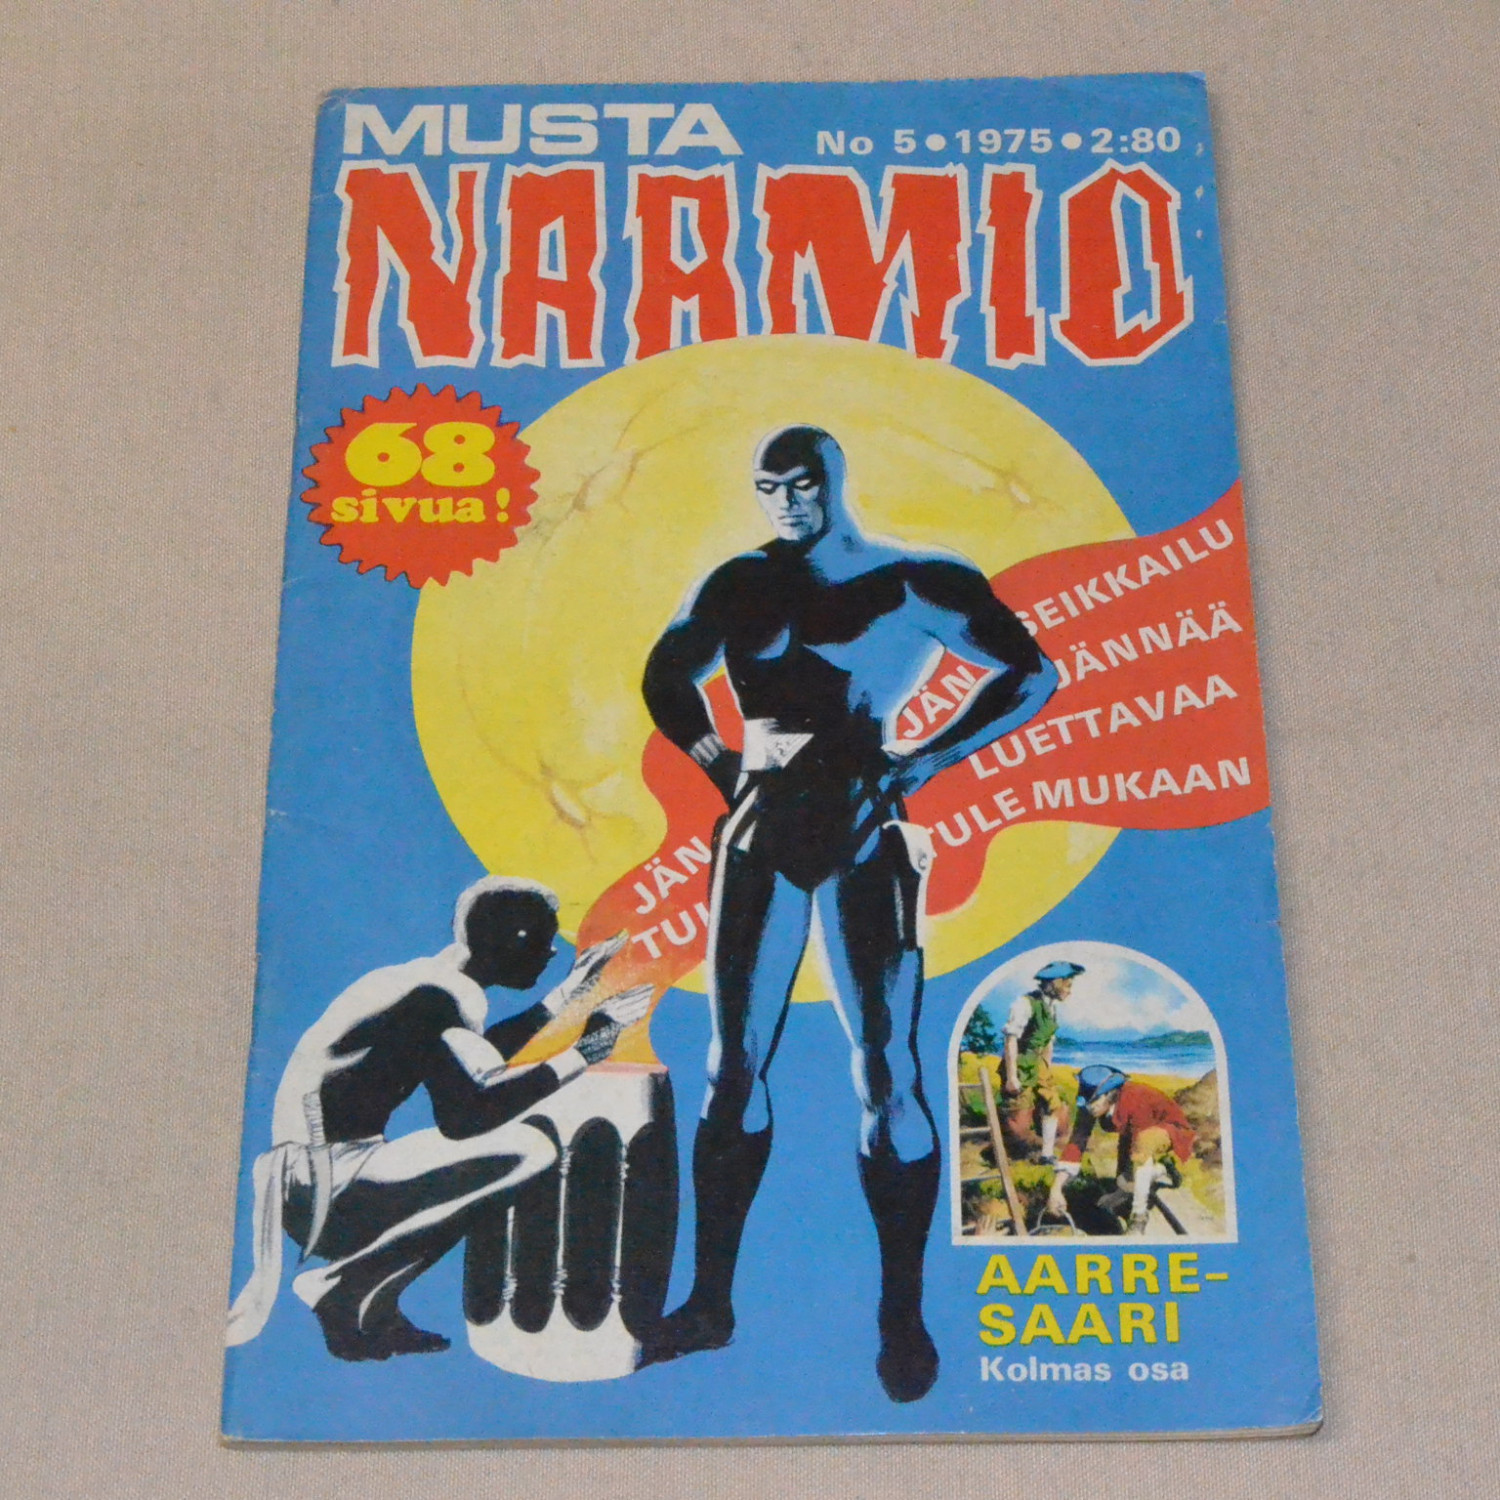 MUSTA
No 5 • 1975 • 2:80
NAAMIO
68
sivua!
SEIKKAILU
JÄNNÄÄ
JÄN
LUETTAVAA
TULE MUKAAN
JÄN
TUL
AARRE-
SAARI
Kolmas osa